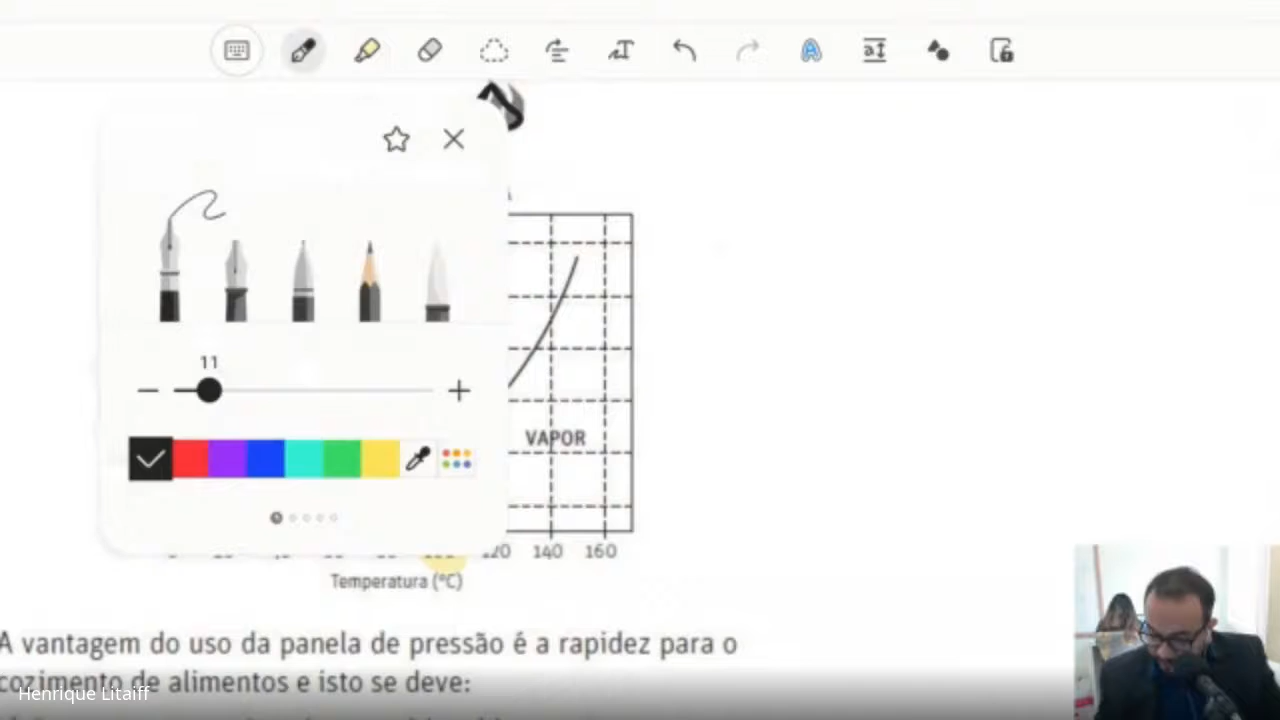 11
VAPOR
120 140 160
Temperatura (°C)
A vantagem do uso da panela de pressão é a rapidez para o
cozimento de alimentos e isto se deve:
Henrique Litaiff